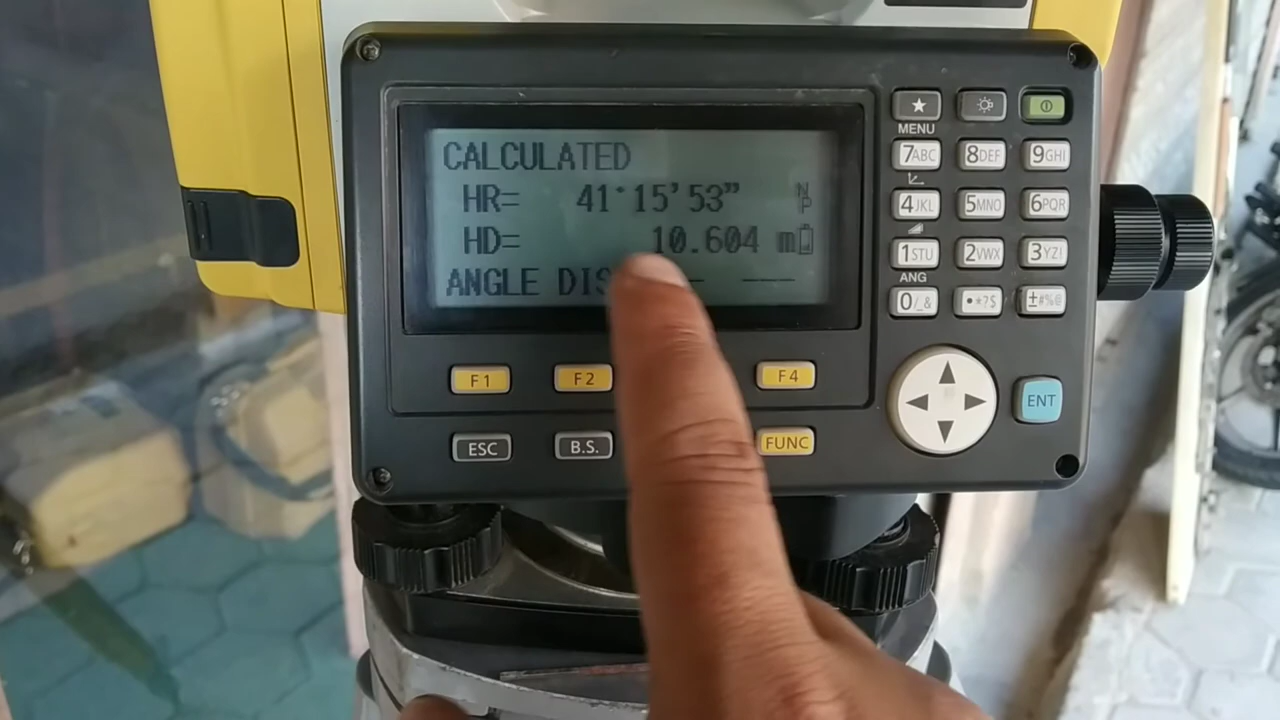 CALCULATED
HR= 41°15'53" N
P
HD= 10.604 m
ANGLE DIS
★
MENU
7ABC 8DEF 9GHI
4JKL 5MNO 6PQR
1STU 2VWX 3YZ!
ANG
0/_& •*?$ ±#%@
F1 F2 F4
ENT
ESC B.S. FUNC